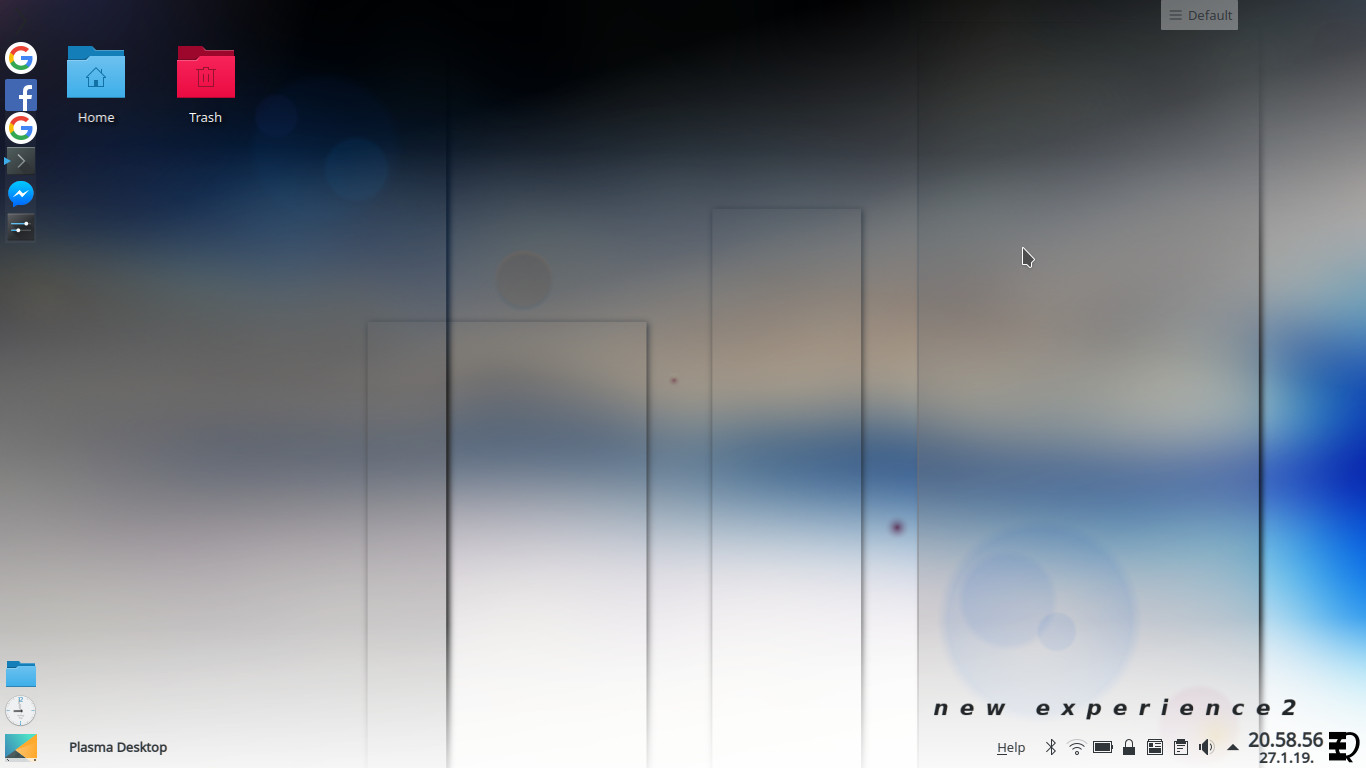 Default
Home
Trash
new experience2
Plasma Desktop
Help
20.58.56
27.1.19.